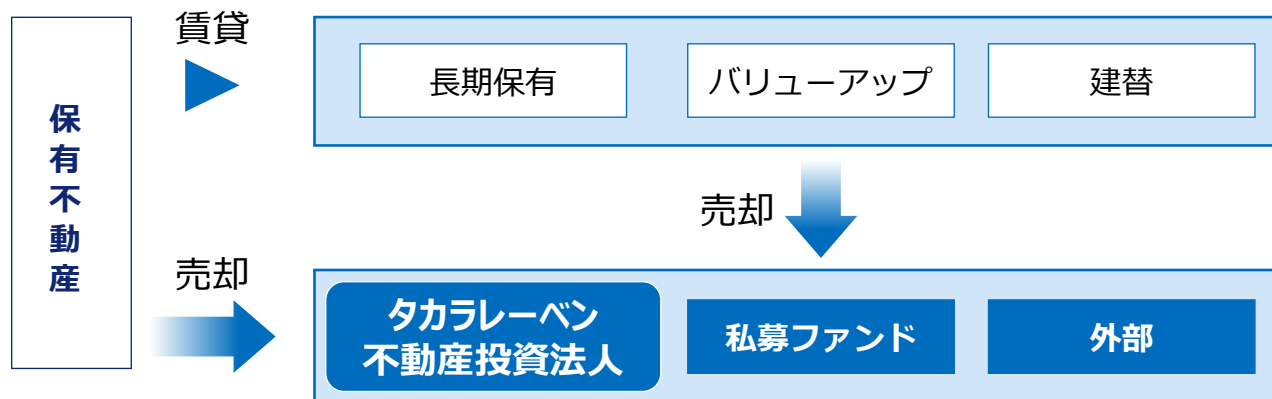 保有不動産
賃貸
長期保有
バリューアップ
建替
売却
売却
タカラレーベン
不動産投資法人
私募ファンド
外部